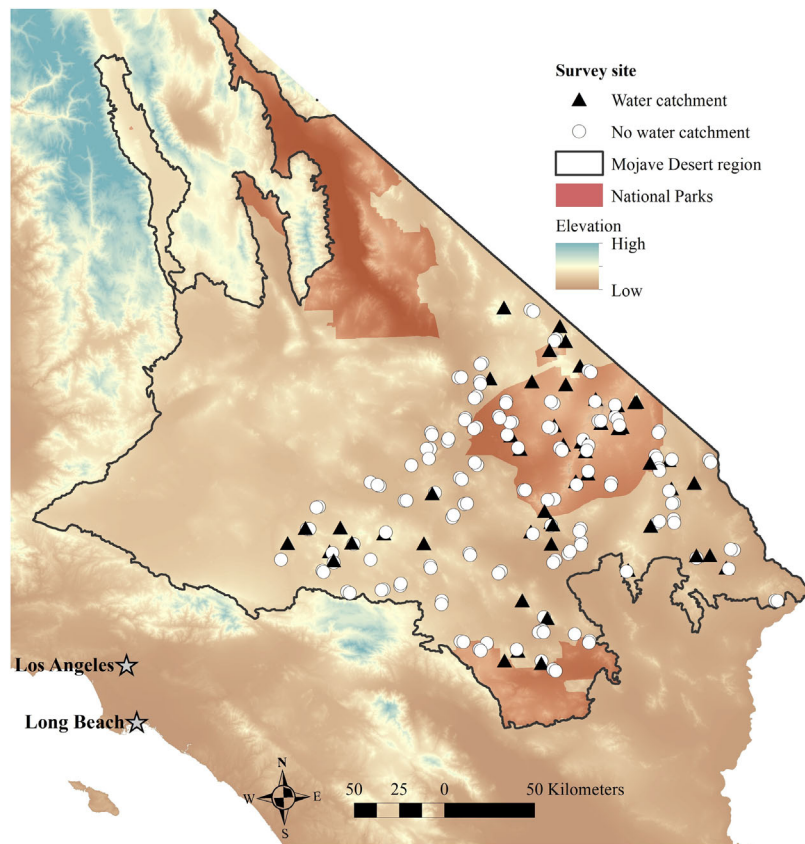 Survey site
Water catchment
No water catchment
Mojave Desert region
National Parks
Elevation
High
Low
Los Angeles
Long Beach
N
W E
S
50 25 0 50 Kilometers